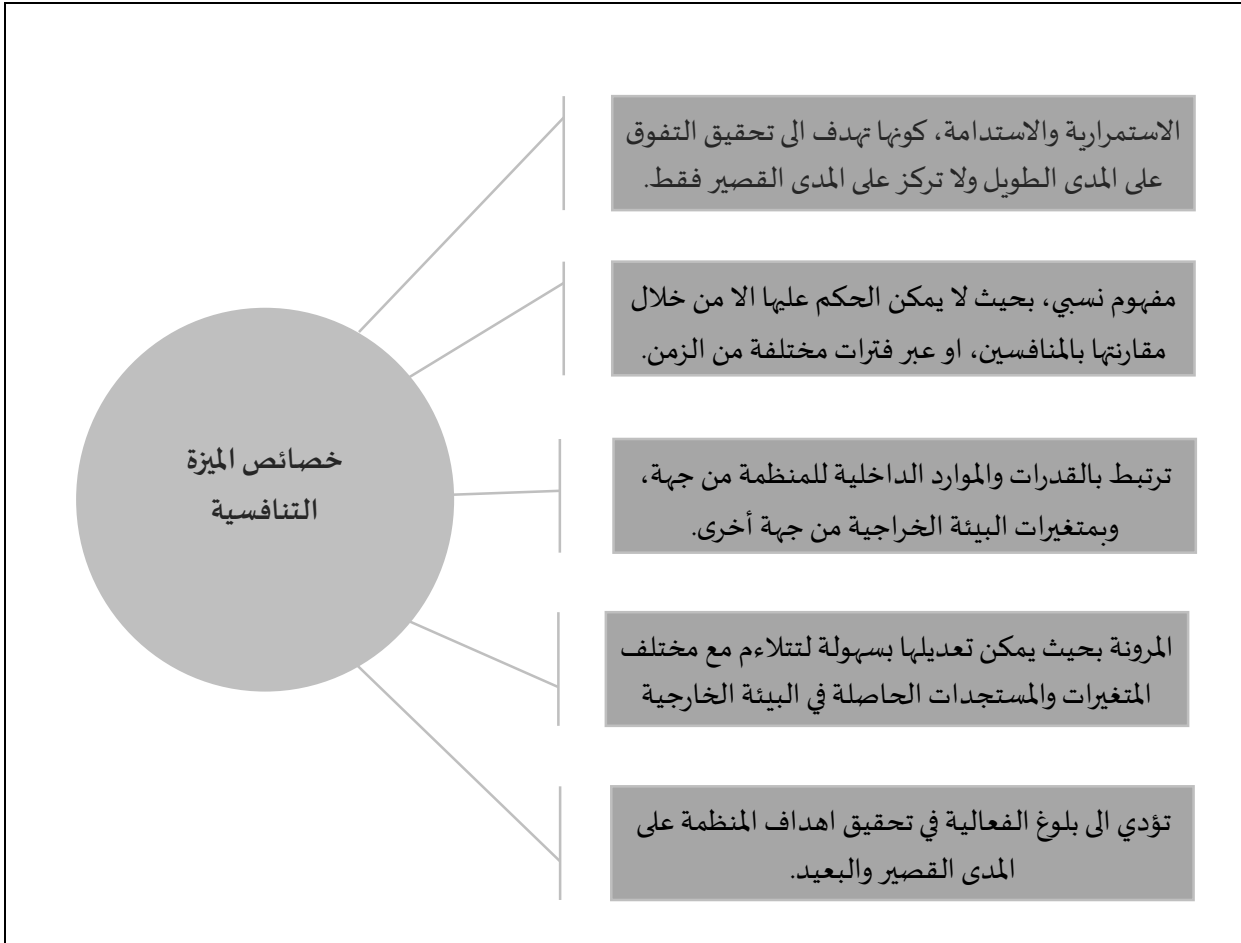 خصائص الميزة
التنافسية
الاستمرارية والاستدامة، كونها تهدف الى تحقيق التفوق
على المدى الطويل ولا تركز على المدى القصير فقط.
مفهوم نسبي، بحيث لا يمكن الحكم عليها الا من خلال
مقارنتها بالمنافسين، او عبر فترات مختلفة من الزمن.
ترتبط بالقدرات والموارد الداخلية للمنظمة من جهة،
وبمتغيرات البيئة الخراجية من جهة أخرى.
المرونة بحيث يمكن تعديلها بسهولة لتتلاءم مع مختلف
المتغيرات والمستجدات الحاصلة في البيئة الخارجية
تؤدي الى بلوغ الفعالية في تحقيق اهداف المنظمة على
المدى القصير والبعيد.